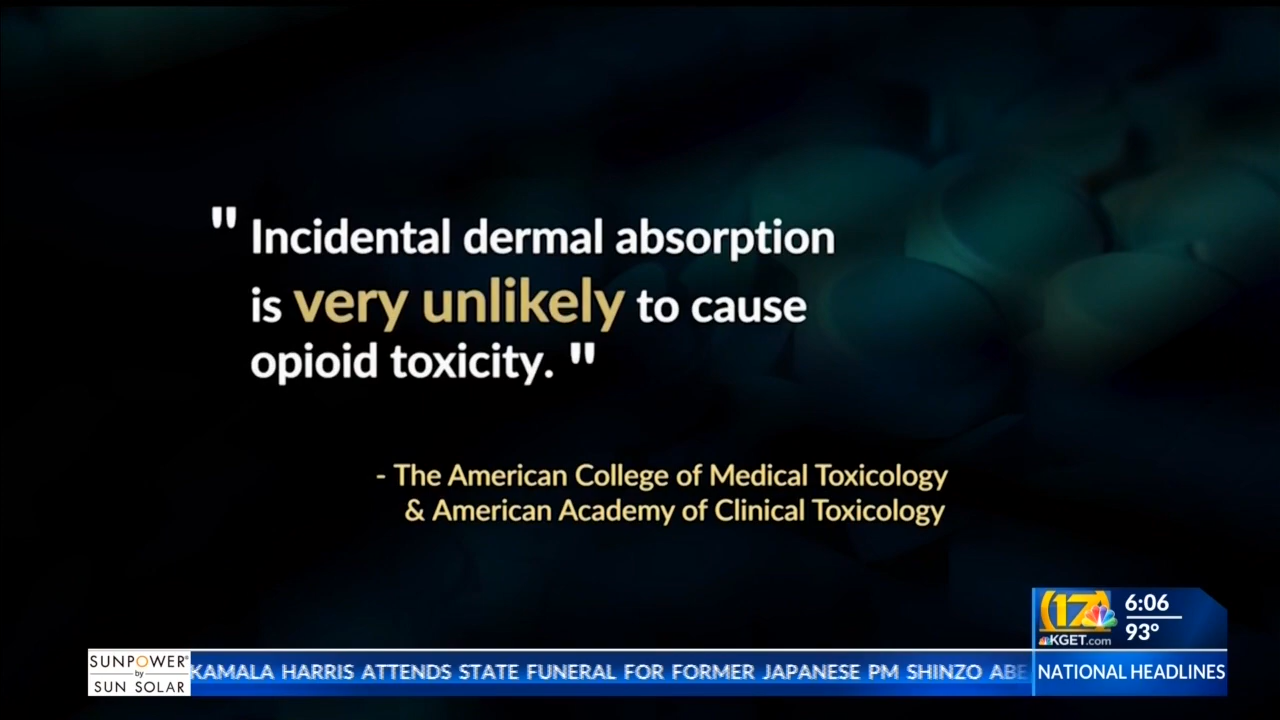 " Incidental dermal absorption
is very unlikely to cause
opioid toxicity. "
- The American College of Medical Toxicology
& American Academy of Clinical Toxicology
17
KGET.com
6:06
93°
SUNPOWER®
by
SUN SOLAR
KAMALA HARRIS ATTENDS STATE FUNERAL FOR FORMER JAPANESE PM SHINZO ABE
NATIONAL HEADLINES